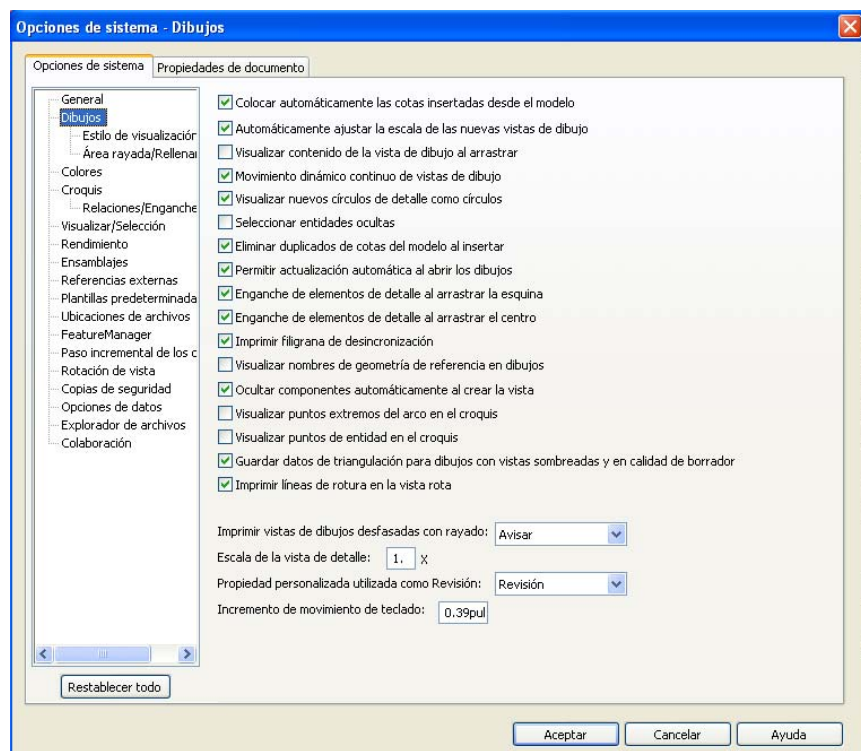 Opciones de sistema - Dibujos
Opciones de sistema
Propiedades de documento
General
Dibujos
Estilo de visualización
Área rayada/Rellenar
Colores
Croquis
Relaciones/Enganche
Visualizar/Selección
Rendimiento
Ensamblajes
Referencias externas
Plantillas predeterminada
Ubicaciones de archivos
FeatureManager
Paso incremental de los c
Rotación de vista
Copias de seguridad
Opciones de datos
Explorador de archivos
Colaboración
Restablecer todo
Colocar automáticamente las cotas insertadas desde el modelo
Automáticamente ajustar la escala de las nuevas vistas de dibujo
Visualizar contenido de la vista de dibujo al arrastrar
Movimiento dinámico continuo de vistas de dibujo
Visualizar nuevos círculos de detalle como círculos
Seleccionar entidades ocultas
Eliminar duplicados de cotas del modelo al insertar
Permitir actualización automática al abrir los dibujos
Enganche de elementos de detalle al arrastrar la esquina
Enganche de elementos de detalle al arrastrar el centro
Imprimir filigrana de desincronización
Visualizar nombres de geometría de referencia en dibujos
Ocultar componentes automáticamente al crear la vista
Visualizar puntos extremos del arco en el croquis
Visualizar puntos de entidad en el croquis
Guardar datos de triangulación para dibujos con vistas sombreadas y en calidad de borrador
Imprimir líneas de rotura en la vista rota
Imprimir vistas de dibujos desfasadas con rayado: Avisar
Escala de la vista de detalle: 1. X
Propiedad personalizada utilizada como Revisión: Revisión
Incremento de movimiento de teclado: 0.39pul
Aceptar
Cancelar
Ayuda